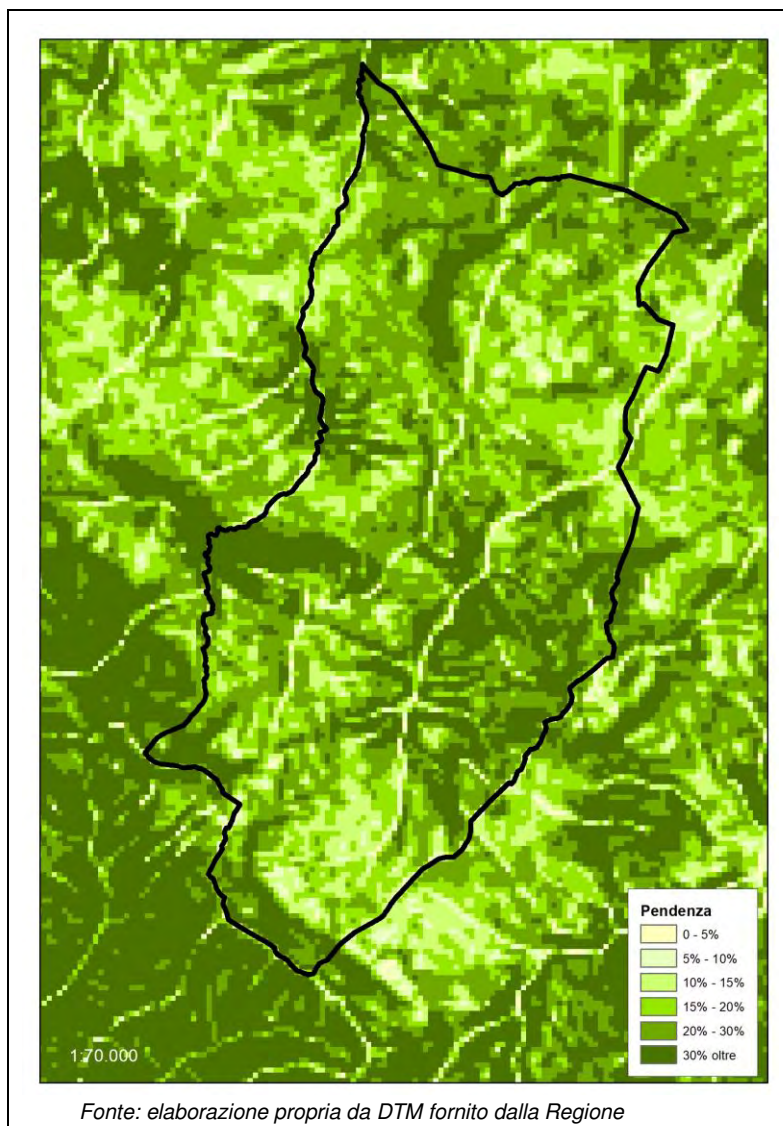 Pendenza
0 - 5%
5% - 10%
10% - 15%
15% - 20%
20% - 30%
30% oltre
1:70.000
Fonte: elaborazione propria da DTM fornito dalla Regione